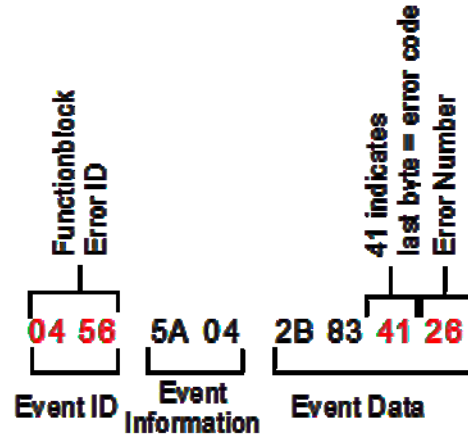 Functionblock
Error ID
41 indicates
last byte = error code
Error Number
04 56 5A 04 2B 83 41 26
Event ID
Event
Information
Event Data